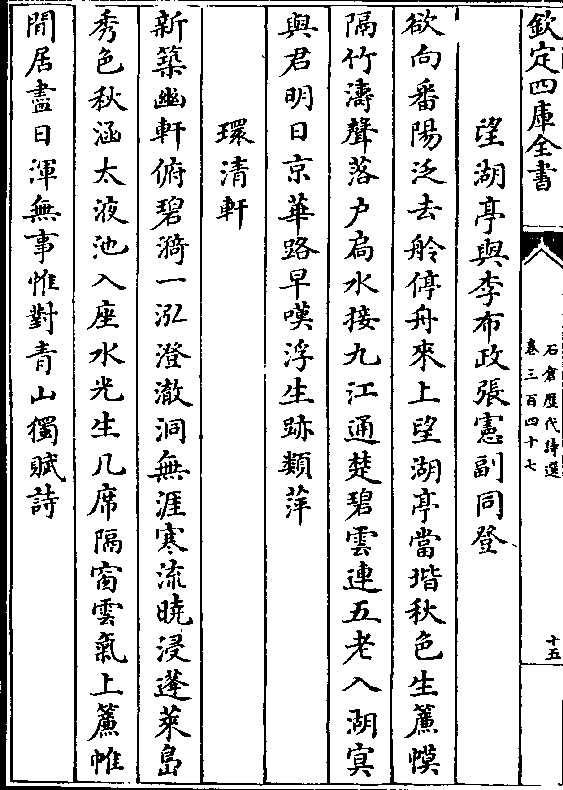 欽定四庫全書
石倉歷代詩選
卷三百四十七
十五
望湖亭與李布政張憲副同登
欲向番陽泛去舲停舟來上望湖亭當堦秋色生簾幙
隔竹濤聲落户扃水接九江通楚碧雲連五老入湖㝠
與君明日京華路早嘆浮生跡類萍
環清軒
新築幽軒俯碧漪一泓澄澈洞無涯寒流曉浸蓬萊島
秀色秋涵太液池入座水光生几席隔窗雲氣上簾帷
閒居盡日渾無事惟對青山獨賦詩